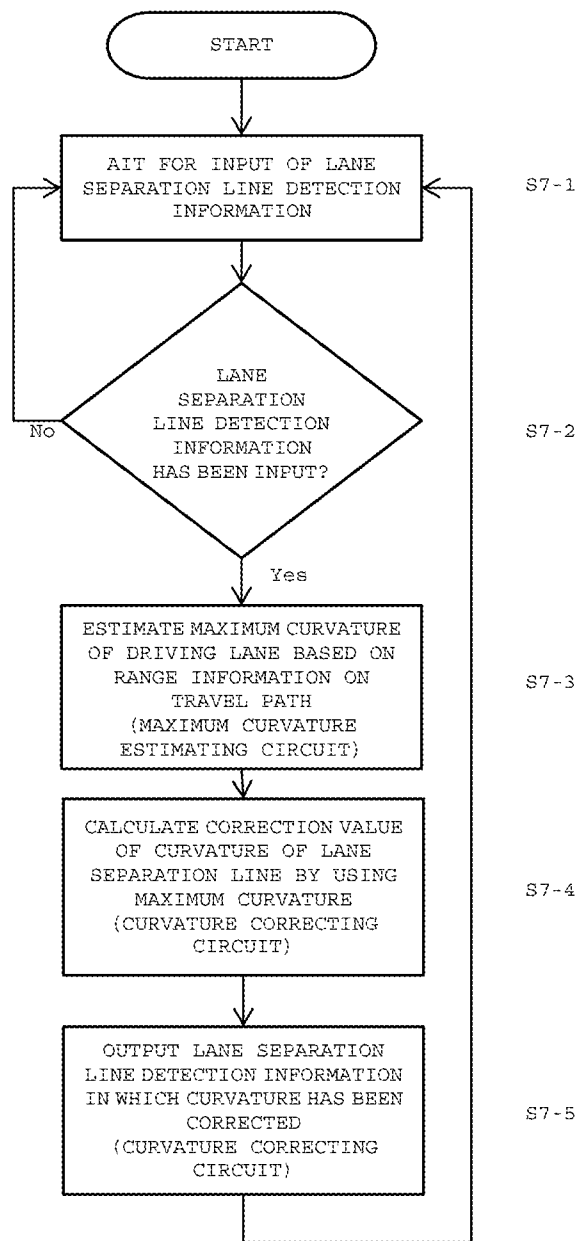 START
AIT FOR INPUT OF LANE
SEPARATION LINE DETECTION
INFORMATION
S7-1
LANE
SEPARATION
LINE DETECTION
INFORMATION
HAS BEEN INPUT?
S7-2
No
Yes
ESTIMATE MAXIMUM CURVATURE
OF DRIVING LANE BASED ON
RANGE INFORMATION ON
TRAVEL PATH
(MAXIMUM CURVATURE
ESTIMATING CIRCUIT)
S7-3
CALCULATE CORRECTION VALUE
OF CURVATURE OF LANE
SEPARATION LINE BY USING
MAXIMUM CURVATURE
(CURVATURE CORRECTING
CIRCUIT)
S7-4
OUTPUT LANE SEPARATION
LINE DETECTION INFORMATION
IN WHICH CURVATURE HAS BEEN
CORRECTED
(CURVATURE CORRECTING
CIRCUIT)
S7-5